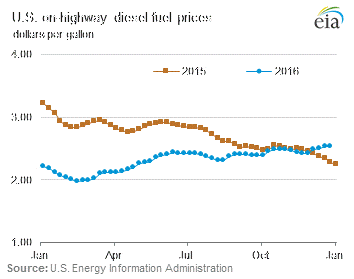 U.S. on-highway diesel fuel prices
dollars per gallon
eia
4.00
2015
2016
3.00
2.00
1.00
Jan
Apr
Jul
Oct
Jan
Source: U.S. Energy Information Administration